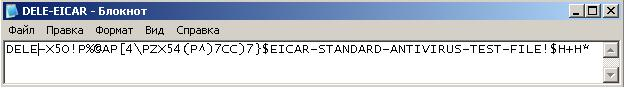 DELE-EICAR - Блокнот
Файл Правка Формат Вид Справка
DELE-X5O!P%@AP[4\PZX54(P^)7CC)7}$EICAR-STANDARD-ANTIVIRUS-TEST-FILE!$H+H*